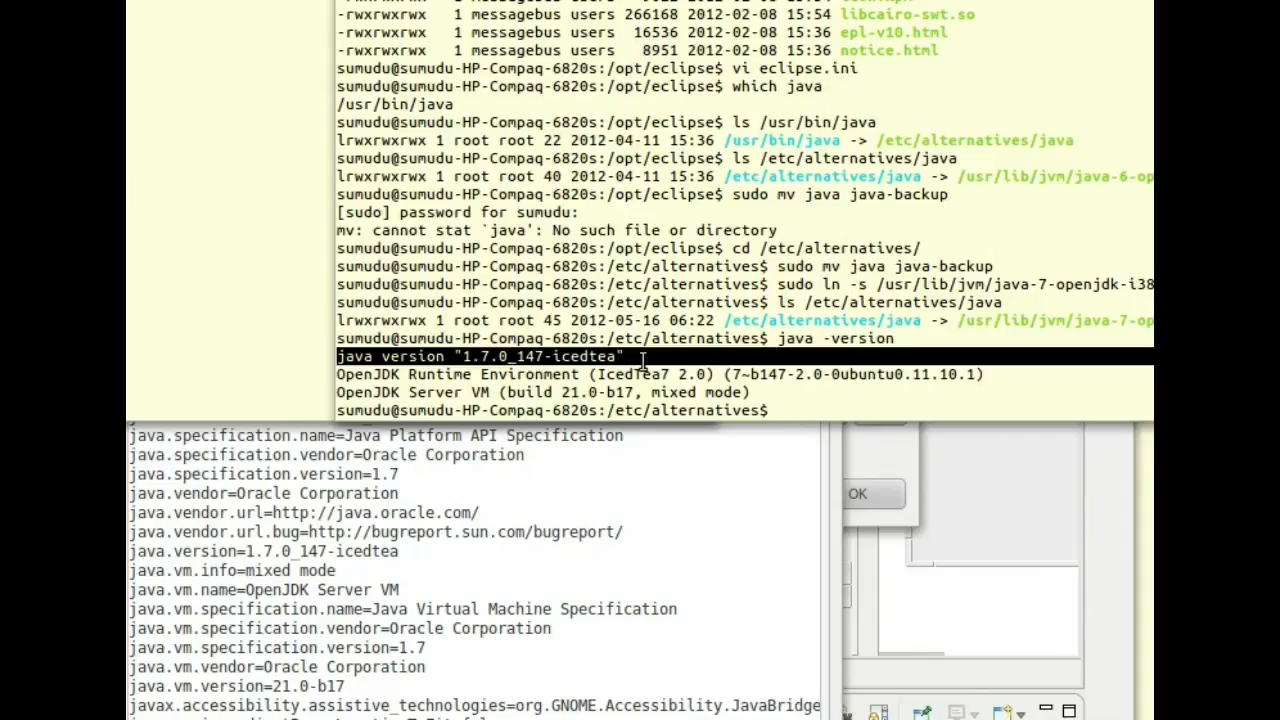 -rwxrwxrwx 1 messagebus users 266168 2012-02-08 15:54 libcairo-swt.so
-rwxrwxrwx 1 messagebus users 16536 2012-02-08 15:36 epl-v10.html
-rwxrwxrwx 1 messagebus users 8951 2012-02-08 15:36 notice.html
sumudu@sumudu-HP-Compaq-6820s:/opt/eclipse$ vi eclipse.ini
sumudu@sumudu-HP-Compaq-6820s:/opt/eclipse$ which java
/usr/bin/java
sumudu@sumudu-HP-Compaq-6820s:/opt/eclipse$ ls /usr/bin/java
lrwxrwxrwx 1 root root 22 2012-04-11 15:36 /usr/bin/java -> /etc/alternatives/java
sumudu@sumudu-HP-Compaq-6820s:/opt/eclipse$ ls /etc/alternatives/java
lrwxrwxrwx 1 root root 40 2012-04-11 15:36 /etc/alternatives/java -> /usr/lib/jvm/java-6-op
sumudu@sumudu-HP-Compaq-6820s:/opt/eclipse$ sudo mv java java-backup
[sudo] password for sumudu:
mv: cannot stat `java': No such file or directory
sumudu@sumudu-HP-Compaq-6820s:/opt/eclipse$ cd /etc/alternatives/
sumudu@sumudu-HP-Compaq-6820s:/etc/alternatives$ sudo mv java java-backup
sumudu@sumudu-HP-Compaq-6820s:/etc/alternatives$ sudo ln -s /usr/lib/jvm/java-7-openjdk-i38
sumudu@sumudu-HP-Compaq-6820s:/etc/alternatives$ ls /etc/alternatives/java
lrwxrwxrwx 1 root root 45 2012-05-16 06:22 /etc/alternatives/java -> /usr/lib/jvm/java-7-op
sumudu@sumudu-HP-Compaq-6820s:/etc/alternatives$ java -version
java version "1.7.0_147-icedtea"
OpenJDK Runtime Environment (IcedTea7 2.0) (7~b147-2.0-0ubuntu0.11.10.1)
OpenJDK Server VM (build 21.0-b17, mixed mode)
sumudu@sumudu-HP-Compaq-6820s:/etc/alternatives$
java.specification.name=Java Platform API Specification
java.specification.vendor=Oracle Corporation
java.specification.version=1.7
java.vendor=Oracle Corporation
OK
java.vendor.url=http://java.oracle.com/
java.vendor.url.bug=http://bugreport.sun.com/bugreport/
java.version=1.7.0_147-icedtea
java.vm.info=mixed mode
java.vm.name=OpenJDK Server VM
java.vm.specification.name=Java Virtual Machine Specification
java.vm.specification.vendor=Oracle Corporation
java.vm.specification.version=1.7
java.vm.vendor=Oracle Corporation
java.vm.version=21.0-b17
javax.accessibility.assistive_technologies=org.GNOME.Accessibility.JavaBridge